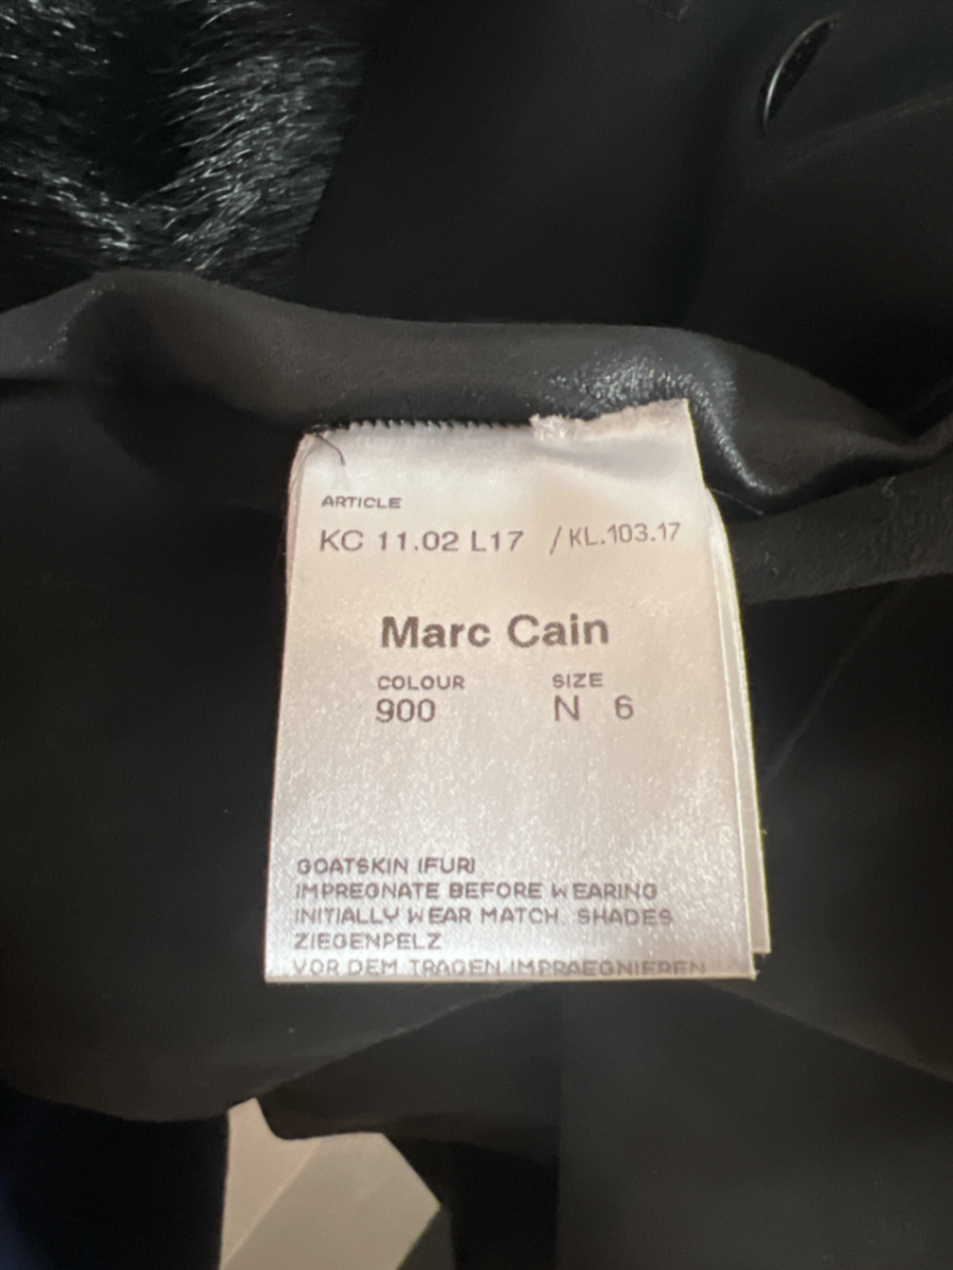 ARTICLE
KC 11.02 L17 / KL.103.17
Marc Cain
COLOUR SIZE
900 N 6
GOATSKIN (FUR)
IMPREGNATE BEFORE WEARING
INITIALLY WEAR MATCH. SHADES
ZIEGENPELZ
VOR DEM TRAGEN IMPRAEGNIEREN